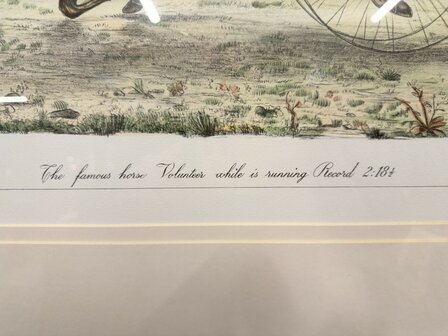 The famous horse Volunteer while is running Record 2:18¼